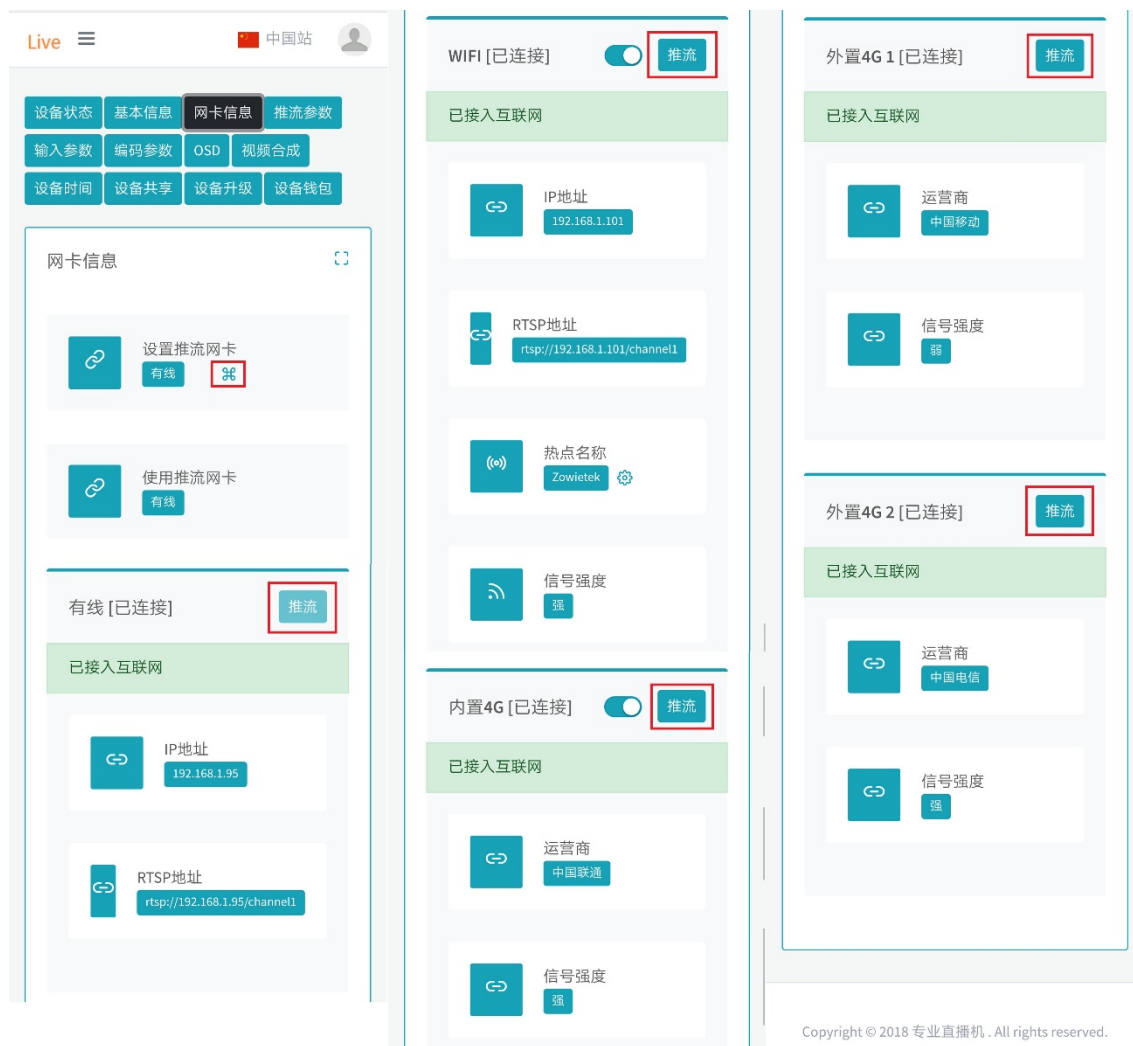 Live
中国站
设备状态 基本信息 网卡信息 推流参数
输入参数 编码参数 OSD 视频合成
设备时间 设备共享 设备升级 设备钱包
网卡信息
设置推流网卡
有线
使用推流网卡
有线
有线 [已连接] 推流
已接入互联网
IP地址
192.168.1.95
RTSP地址
rtsp://192.168.1.95/channel1
WIFI [已连接] 推流
已接入互联网
IP地址
192.168.1.101
RTSP地址
rtsp://192.168.1.101/channel1
热点名称
Zowietek
信号强度
强
内置4G [已连接] 推流
已接入互联网
运营商
中国联通
信号强度
强
外置4G 1 [已连接] 推流
已接入互联网
运营商
中国移动
信号强度
弱
外置4G 2 [已连接] 推流
已接入互联网
运营商
中国电信
信号强度
强
Copyright © 2018 专业直播机 . All rights reserved.